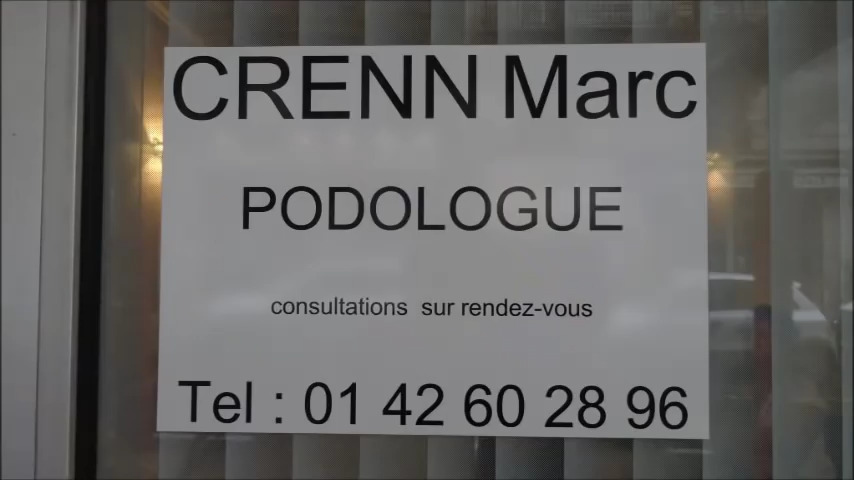 CRENN Marc
PODOLOGUE
consultations sur rendez-vous
Tel : 01 42 60 28 96